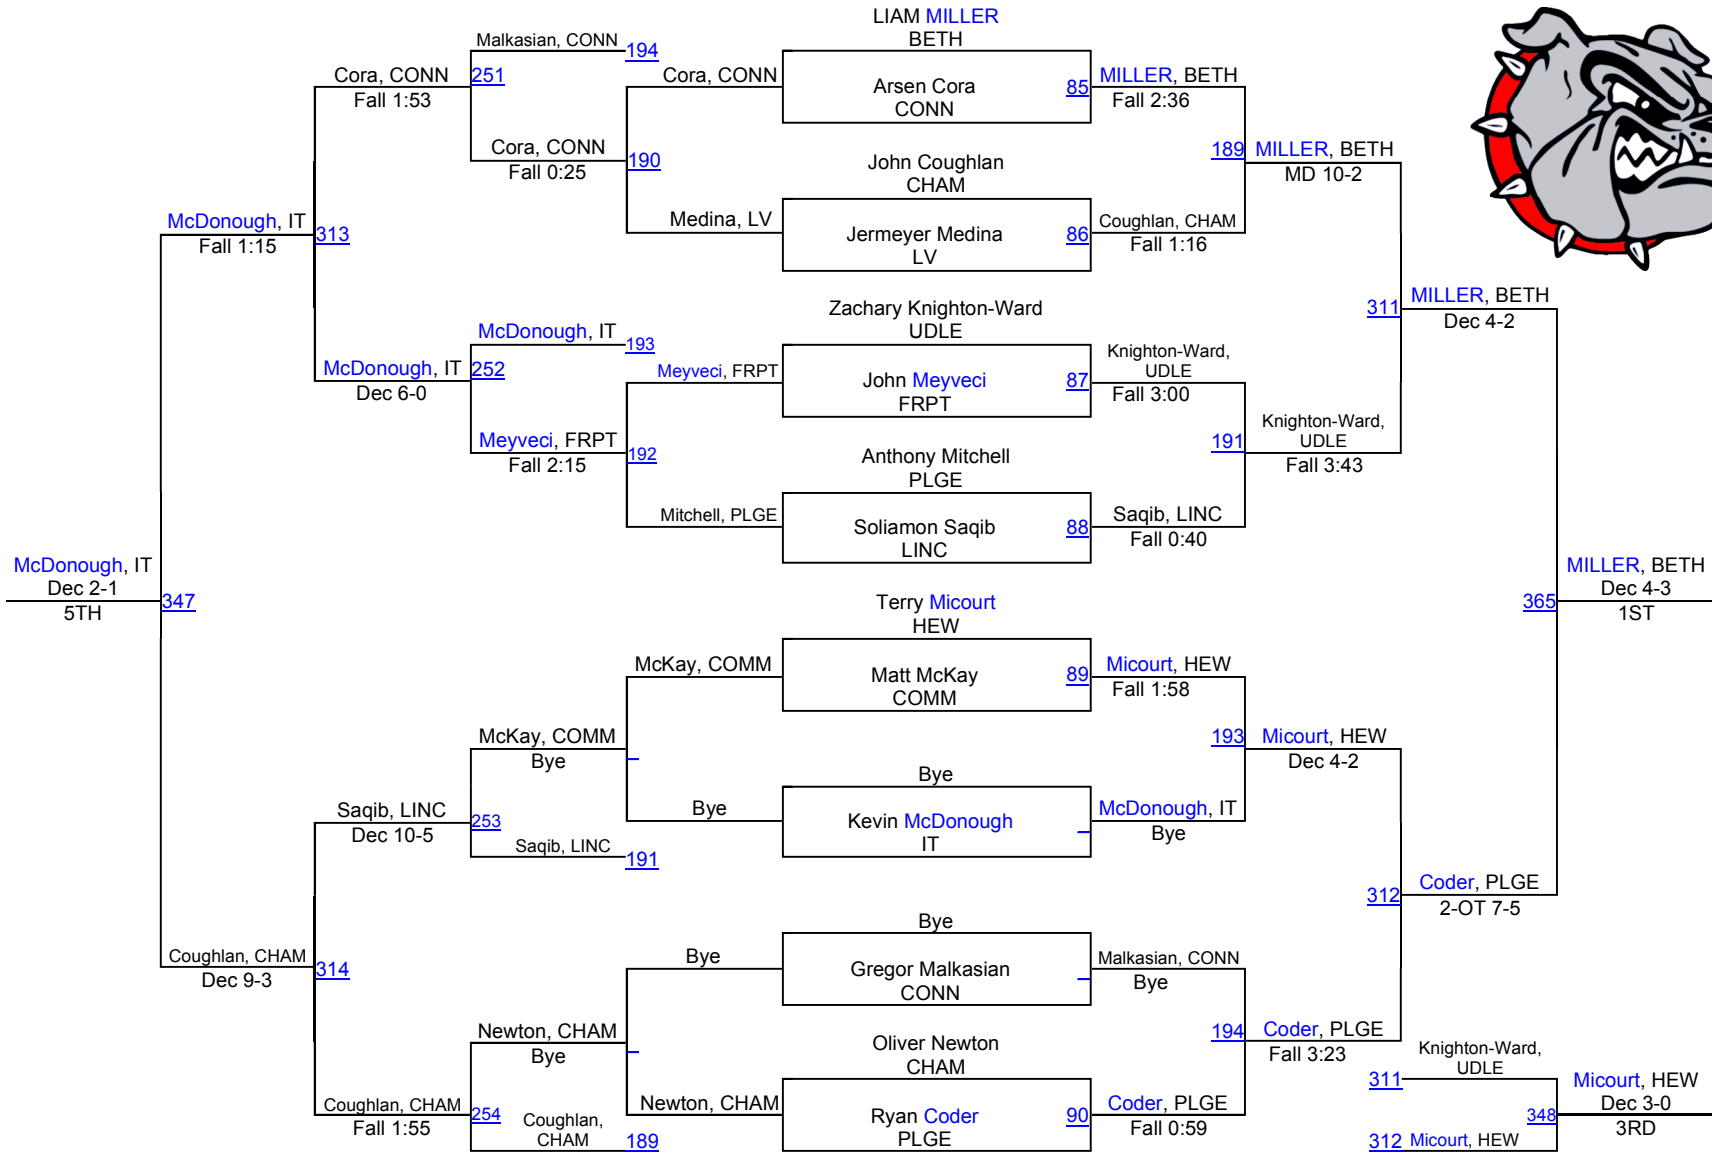 LIAM MILLER
BETH
Malkasian, CONN
194
Cora, CONN
Fall 1:53
251
Cora, CONN
Arsen Cora
CONN
85
MILLER, BETH
Fall 2:36
Cora, CONN
Fall 0:25
190
John Coughlan
CHAM
189
MILLER, BETH
MD 10-2
McDonough, IT
Fall 1:15
313
Medina, LV
Jermeyer Medina
LV
86
Coughlan, CHAM
Fall 1:16
Zachary Knighton-Ward
UDLE
311
MILLER, BETH
Dec 4-2
McDonough, IT
193
McDonough, IT
Dec 6-0
252
Meyveci, FRPT
John Meyveci
FRPT
87
Knighton-Ward,
UDLE
Fall 3:00
Meyveci, FRPT
Fall 2:15
192
Anthony Mitchell
PLGE
191
Knighton-Ward,
UDLE
Fall 3:43
Mitchell, PLGE
Soliamon Saqib
LINC
88
Saqib, LINC
Fall 0:40
McDonough, IT
Dec 2-1
5TH
347
Terry Micourt
HEW
365
MILLER, BETH
Dec 4-3
1ST
McKay, COMM
Matt McKay
COMM
89
Micourt, HEW
Fall 1:58
McKay, COMM
Bye
Bye
193
Micourt, HEW
Dec 4-2
Saqib, LINC
Dec 10-5
253
Bye
Kevin McDonough
IT
McDonough, IT
Bye
Saqib, LINC
191
Bye
312
Coder, PLGE
2-OT 7-5
Coughlan, CHAM
Dec 9-3
314
Bye
Gregor Malkasian
CONN
Malkasian, CONN
Bye
Newton, CHAM
Bye
Oliver Newton
CHAM
194
Coder, PLGE
Fall 3:23
Coughlan, CHAM
Fall 1:55
254
Newton, CHAM
Ryan Coder
PLGE
90
Coder, PLGE
Fall 0:59
Coughlan,
CHAM
189
Knighton-Ward,
UDLE
311
348
Micourt, HEW
Dec 3-0
3RD
312
Micourt, HEW